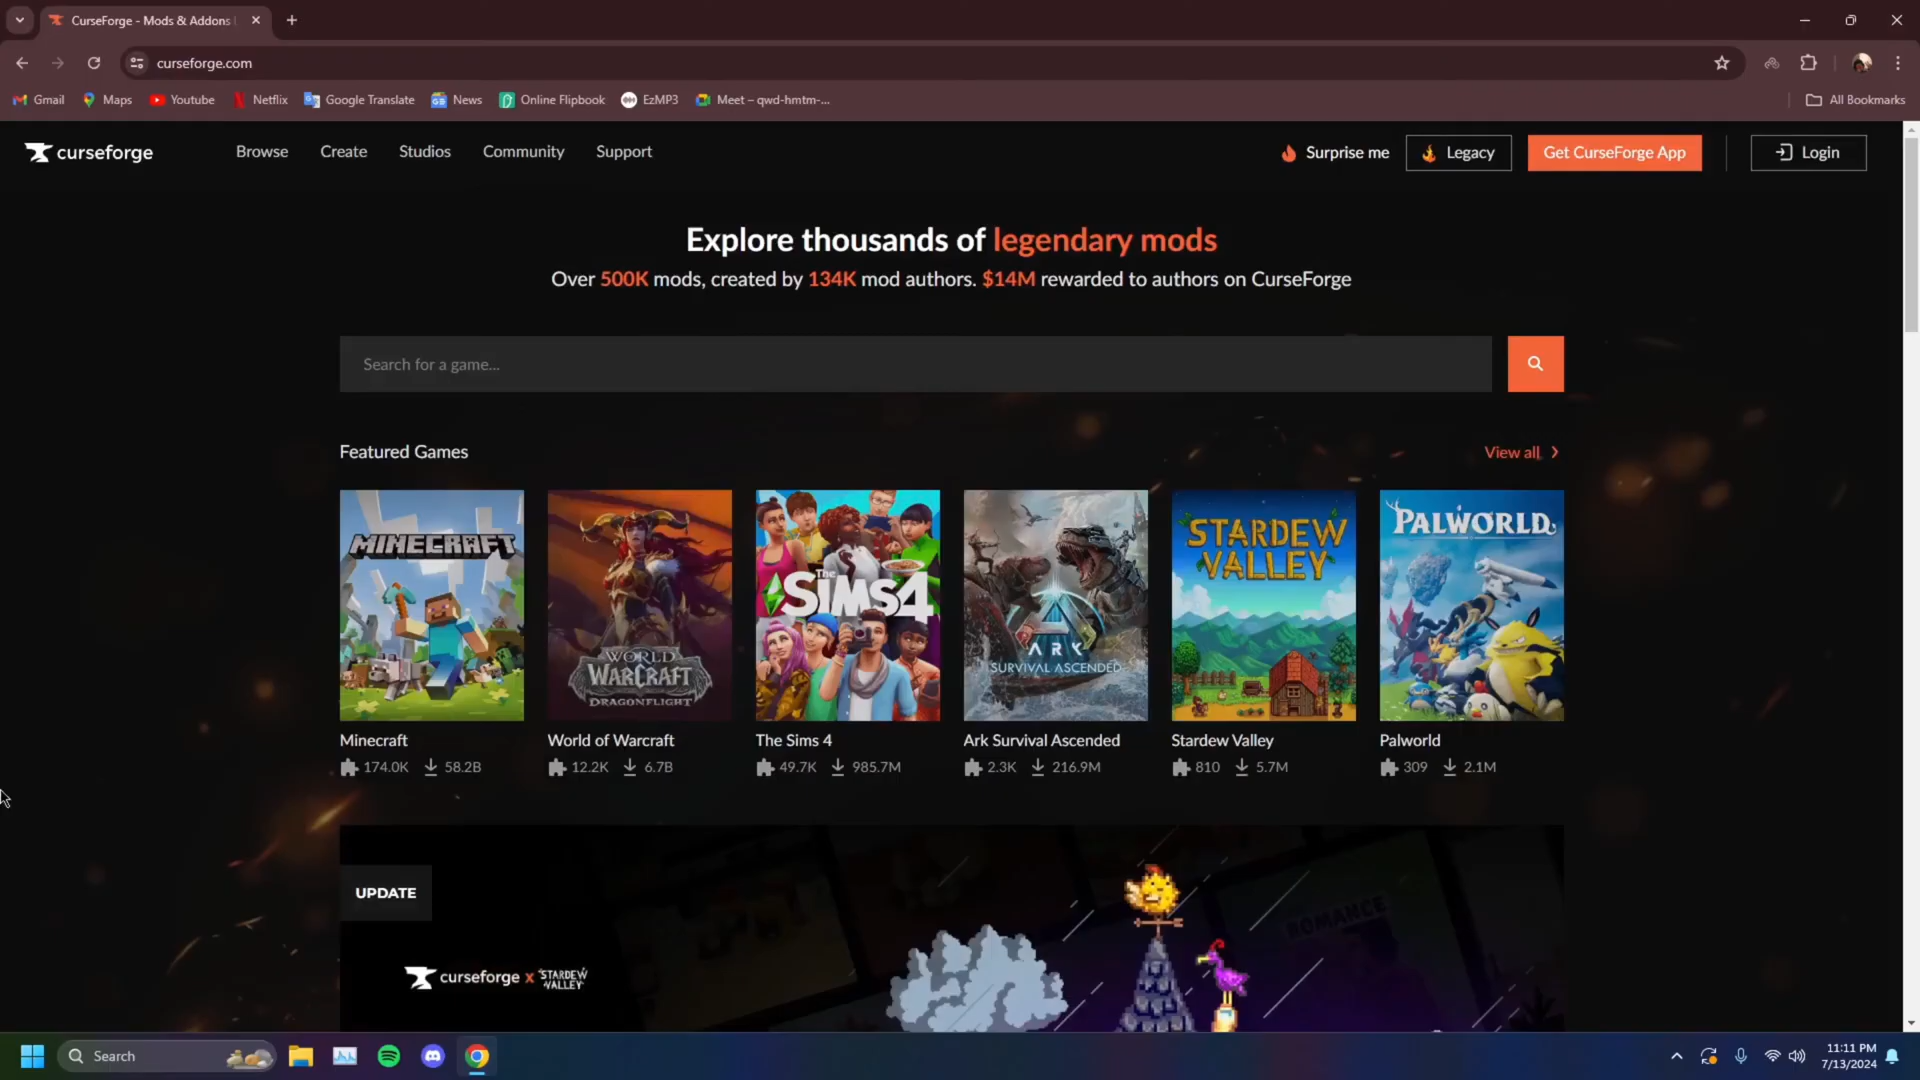 CurseForge - Mods & Addons
curseforge.com
Gmail
Maps
Youtube
Netflix
Google Translate
News
Online Flipbook
EzMP3
Meet – qwd-hmtm-...
All Bookmarks
curseforge
Browse
Create
Studios
Community
Support
Surprise me
Legacy
Get CurseForge App
Login
Explore thousands of legendary mods
Over 500K mods, created by 134K mod authors. $14M rewarded to authors on CurseForge
Search for a game...
Featured Games
View all
MINECRAFT
WORLD OF WARCRAFT
DRAGONFLIGHT
The SIMS 4
ARK
SURVIVAL ASCENDED
STARDEW
VALLEY
PALWORLD
Minecraft
World of Warcraft
The Sims 4
Ark Survival Ascended
Stardew Valley
Palworld
174.0K 58.2B
12.2K 6.7B
49.7K 985.7M
2.3K 216.9M
810 5.7M
309 2.1M
UPDATE
ROMANCE
curseforge x STARDEW VALLEY
Search
11:11 PM
7/13/2024